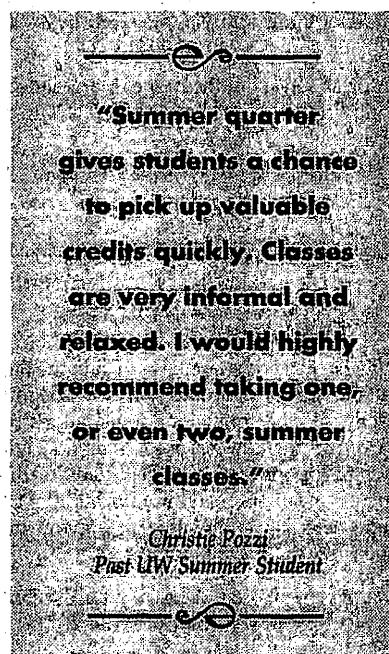 "Summer quarter
gives students a chance
to pick up valuable
credits quickly. Classes
are very informal and
relaxed. I would highly
recommend taking one,
or even two, summer
classes."
Christie Pozzi
Past UW Summer Student